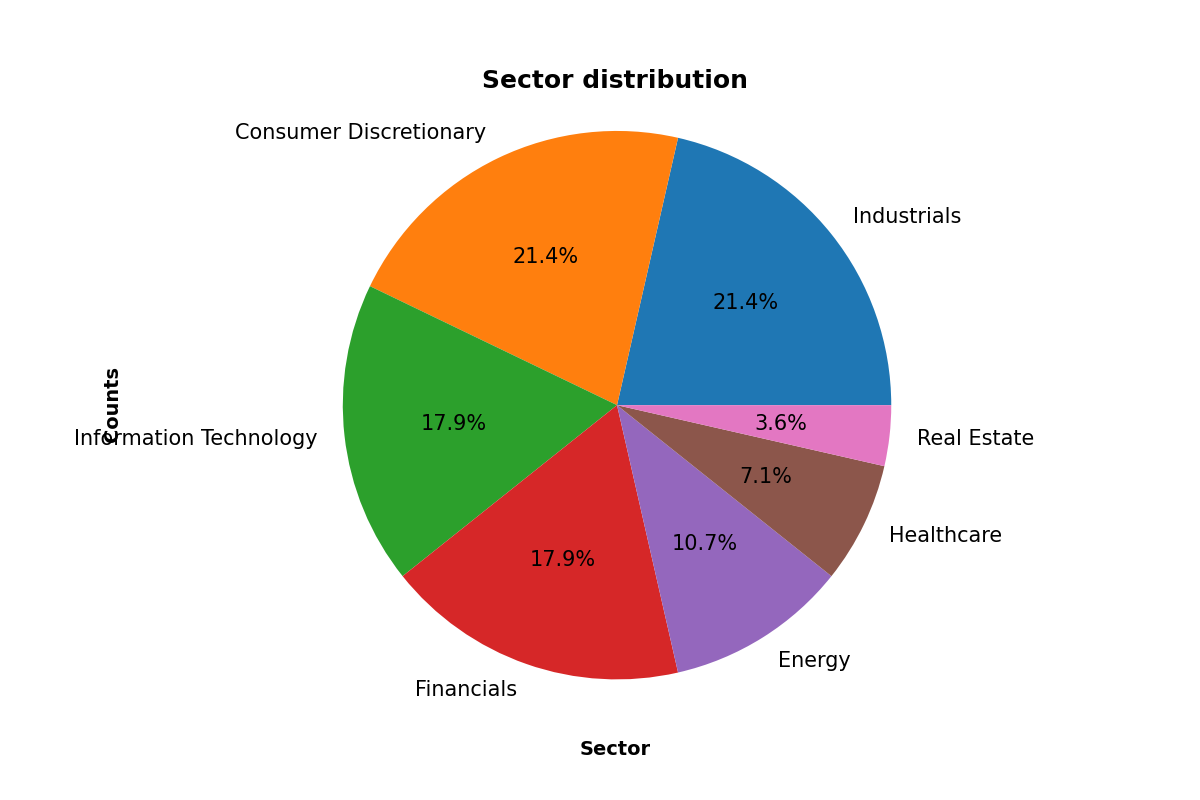 Sector distribution
Consumer Discretionary
Industrials
21.4%
21.4%
Counts
Information Technology
17.9%
3.6%
Real Estate
7.1%
Healthcare
17.9%
10.7%
Energy
Financials
Sector